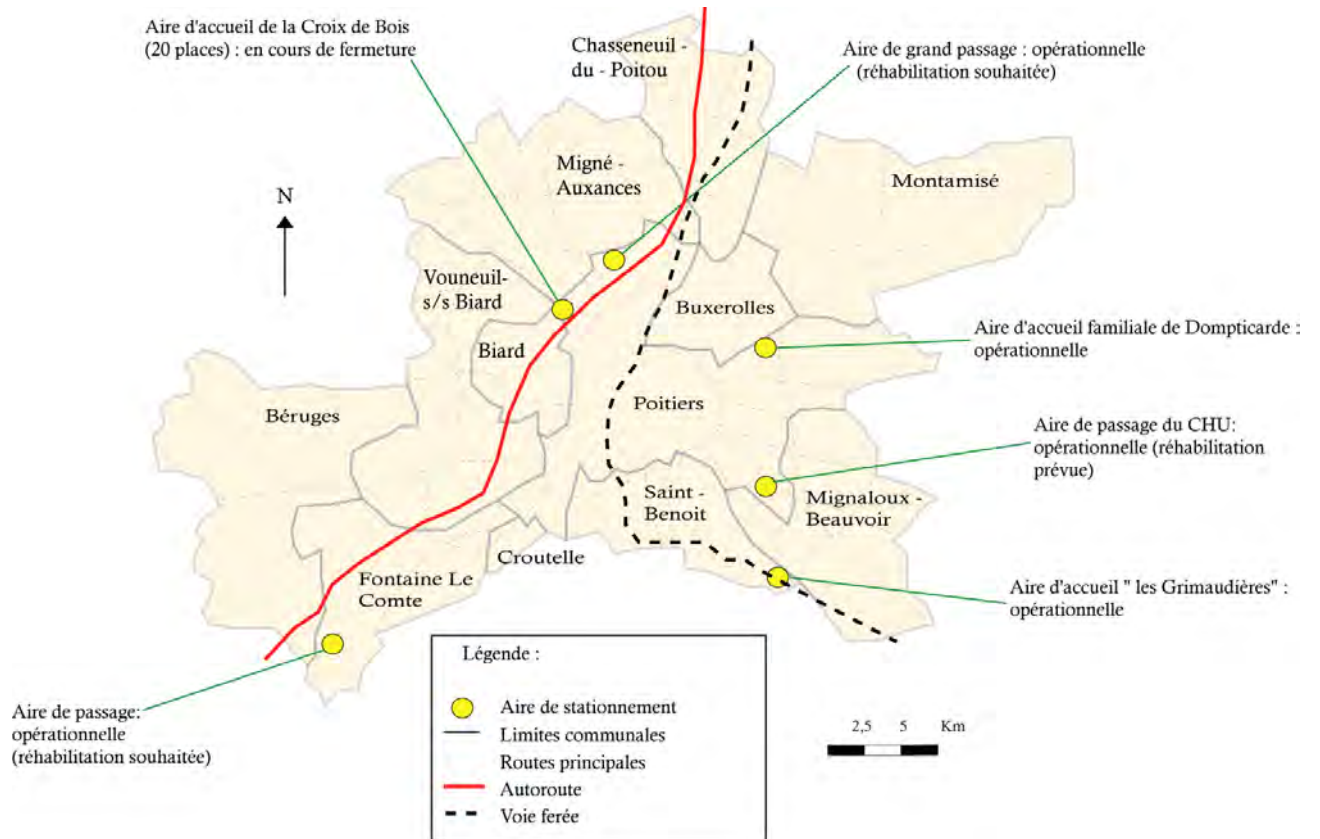 Aire d'accueil de la Croix de Bois
(20 places) : en cours de fermeture
Chasseneuil -
du - Poitou
Aire de grand passage : opérationnelle
(réhabilitation souhaitée)
Migné -
Auxances
Montamisé
N
Vouneuil-
s/s Biard
Buxerolles
Aire d'accueil familiale de Dompticarde :
opérationnelle
Biard
Béruges
Poitiers
Aire de passage du CHU:
opérationnelle (réhabilitation
prévue)
Saint -
Benoit
Mignaloux -
Beauvoir
Croutelle
Fontaine Le
Comte
Aire d'accueil " les Grimaudières" :
opérationnelle
Aire de passage:
opérationnelle
(réhabilitation souhaitée)
Légende :
Aire de stationnement
Limites communales
Routes principales
Autoroute
Voie ferée
2,5 5 Km